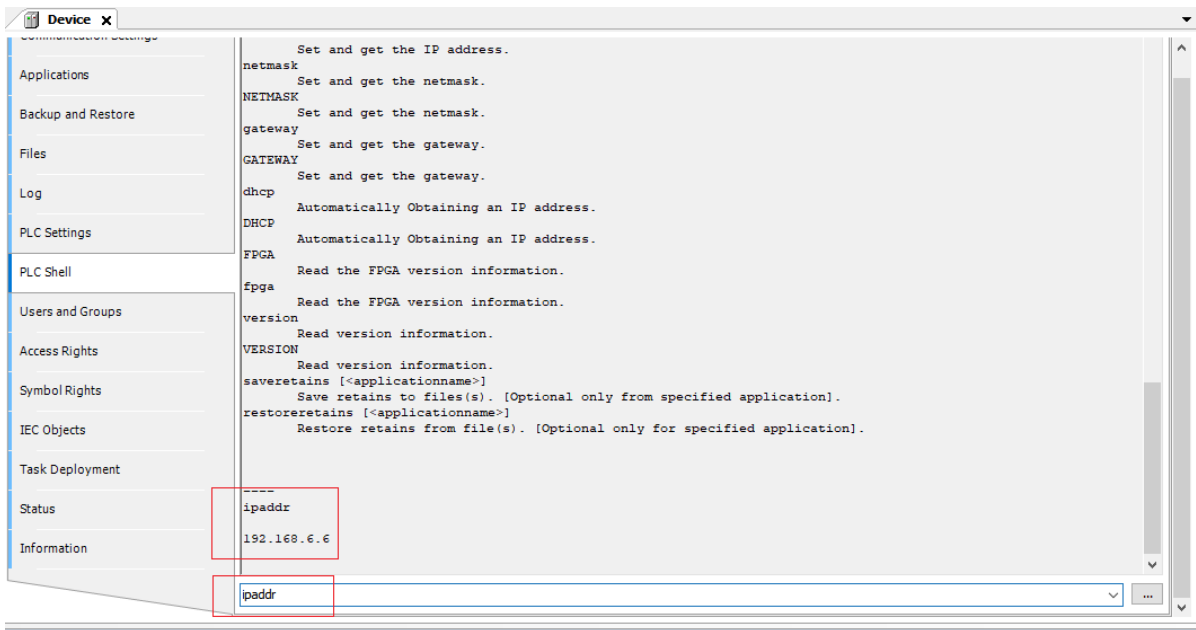 Device
Communication Settings
Applications
Backup and Restore
Files
Log
PLC Settings
PLC Shell
Users and Groups
Access Rights
Symbol Rights
IEC Objects
Task Deployment
Status
Information
Set and get the IP address.
netmask
Set and get the netmask.
NETMASK
Set and get the netmask.
gateway
Set and get the gateway.
GATEWAY
Set and get the gateway.
dhcp
Automatically Obtaining an IP address.
DHCP
Automatically Obtaining an IP address.
FPGA
Read the FPGA version information.
fpga
Read the FPGA version information.
version
Read version information.
VERSION
Read version information.
saveretains [<applicationname>]
Save retains to files(s). [Optional only from specified application].
restoreretains [<applicationname>]
Restore retains from file(s). [Optional only for specified application].
----
ipaddr
192.168.6.6
ipaddr
...